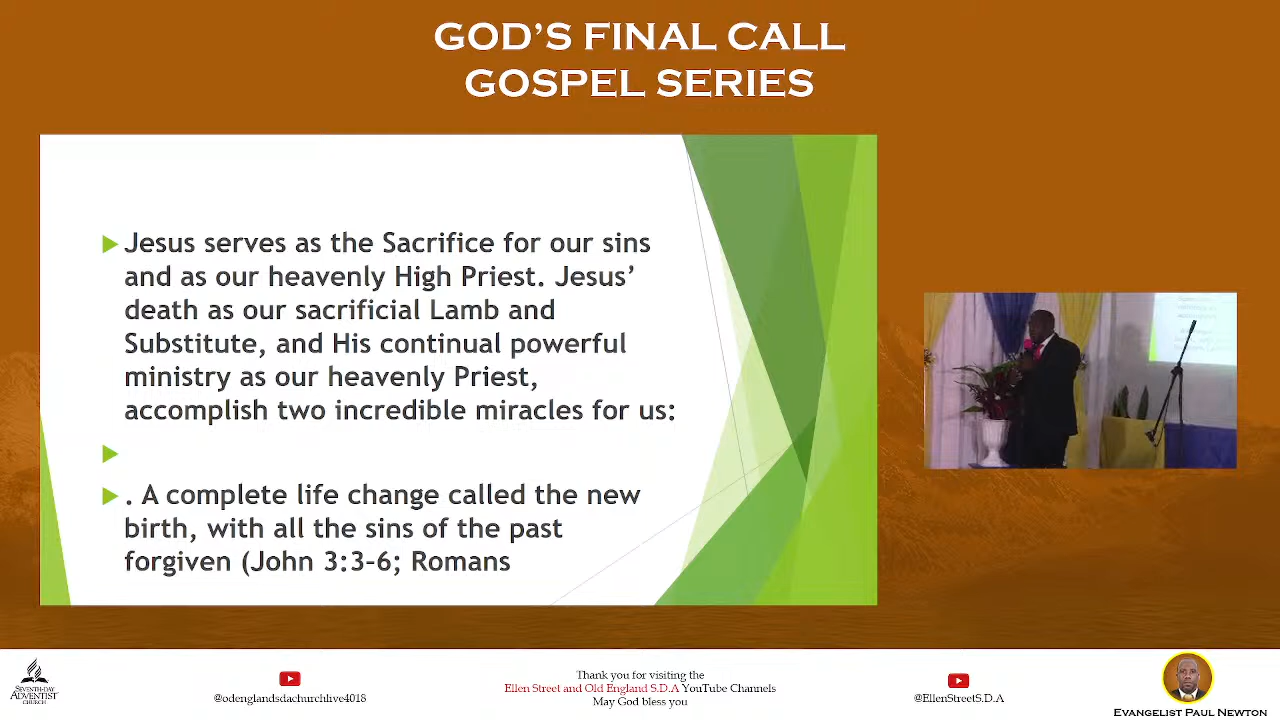 GOD’S FINAL CALL
GOSPEL SERIES
Jesus serves as the Sacrifice for our sins
and as our heavenly High Priest. Jesus’
death as our sacrificial Lamb and
Substitute, and His continual powerful
ministry as our heavenly Priest,
accomplish two incredible miracles for us:
. A complete life change called the new
birth, with all the sins of the past
forgiven (John 3:3-6; Romans
SEVENTH-DAY
ADVENTIST
CHURCH
@odenglandsdachurchlive4018
Thank you for visiting the
Ellen Street and Old England S.D.A YouTube Channels
May God bless you
@EllenStreetS.D.A
EVANGELIST PAUL NEWTON